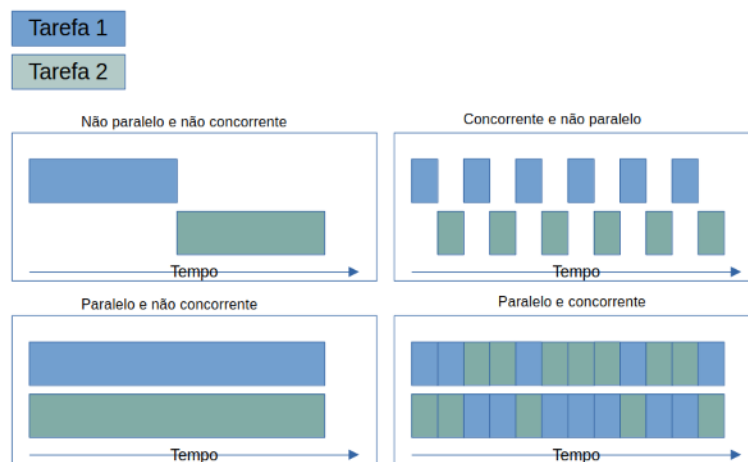 Tarefa 1
Tarefa 2
Não paralelo e não concorrente
Tempo
Concorrente e não paralelo
Tempo
Paralelo e não concorrente
Tempo
Paralelo e concorrente
Tempo